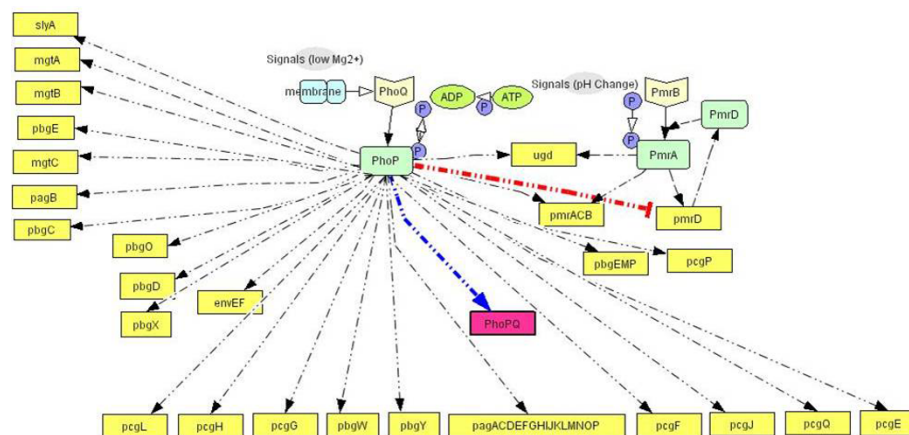 slyA
Signals (low Mg2+)
mgtA
mgtB
membrane
PhoQ
ADP
ATP
P
Signals (pH Change)
PmrB
P
P
PmrD
pbgE
P
P
mgtC
PhoP
ugd
PmrA
pagB
pbgC
pmrACB
pmrD
pbgO
pbgEMP
pcgP
pbgD
envEF
pbgX
PhoPQ
pcgL
pcgH
pcgG
pbgW
pbgY
pagACDEFGHIJKLMNOP
pcgF
pcgJ
pcgQ
pcgE